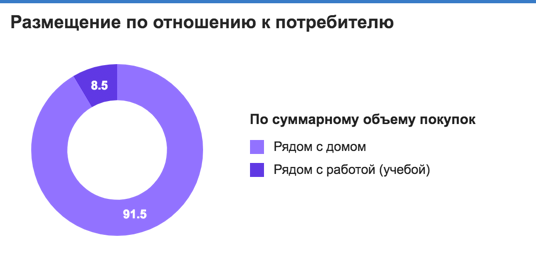 Размещение по отношению к потребителю
8.5
По суммарному объему покупок
Рядом с домом
Рядом с работой (учебой)
91.5